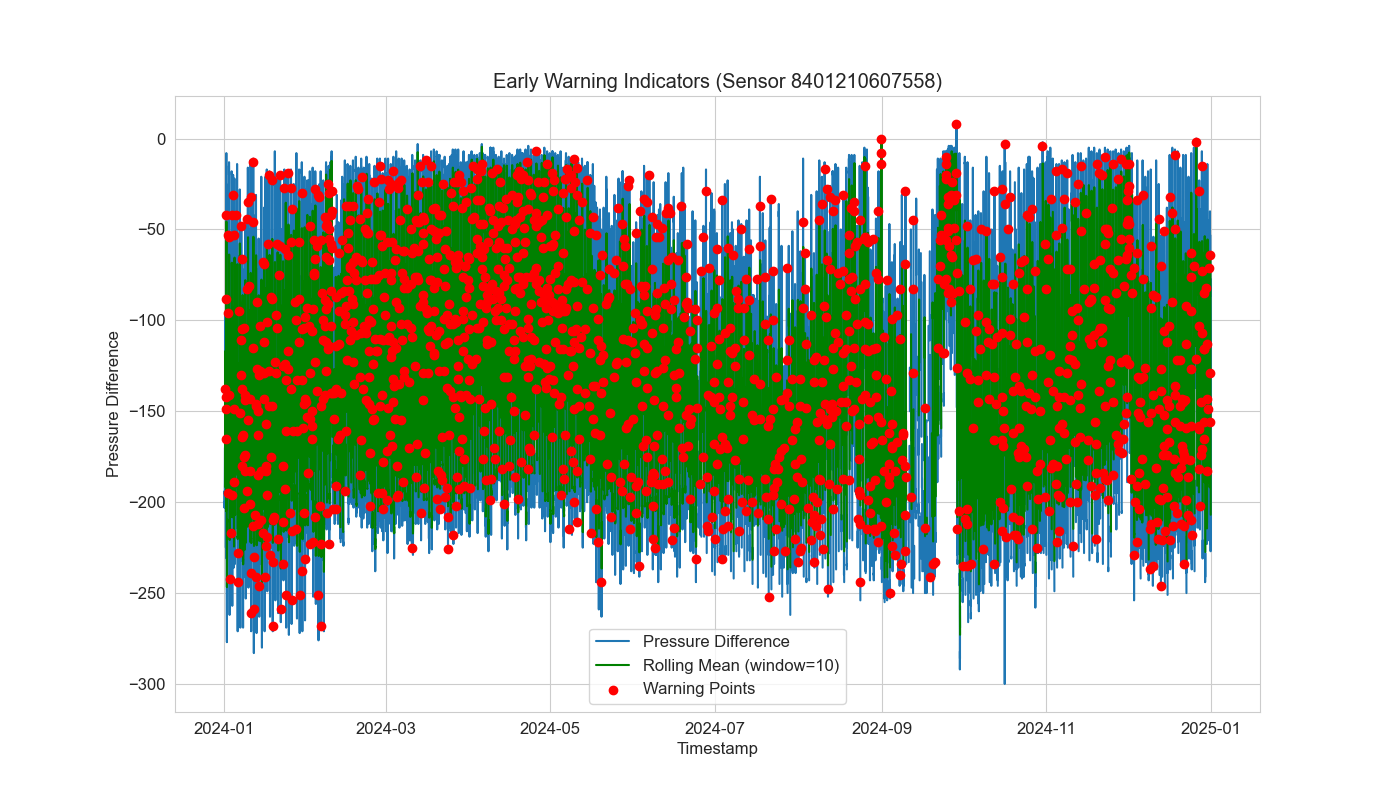 Early Warning Indicators (Sensor 8401210607558)
0
−50
−100
−150
−200
−250
−300
Pressure Difference
Pressure Difference
Rolling Mean (window=10)
Warning Points
2024-01
2024-03
2024-05
2024-07
2024-09
2024-11
2025-01
Timestamp